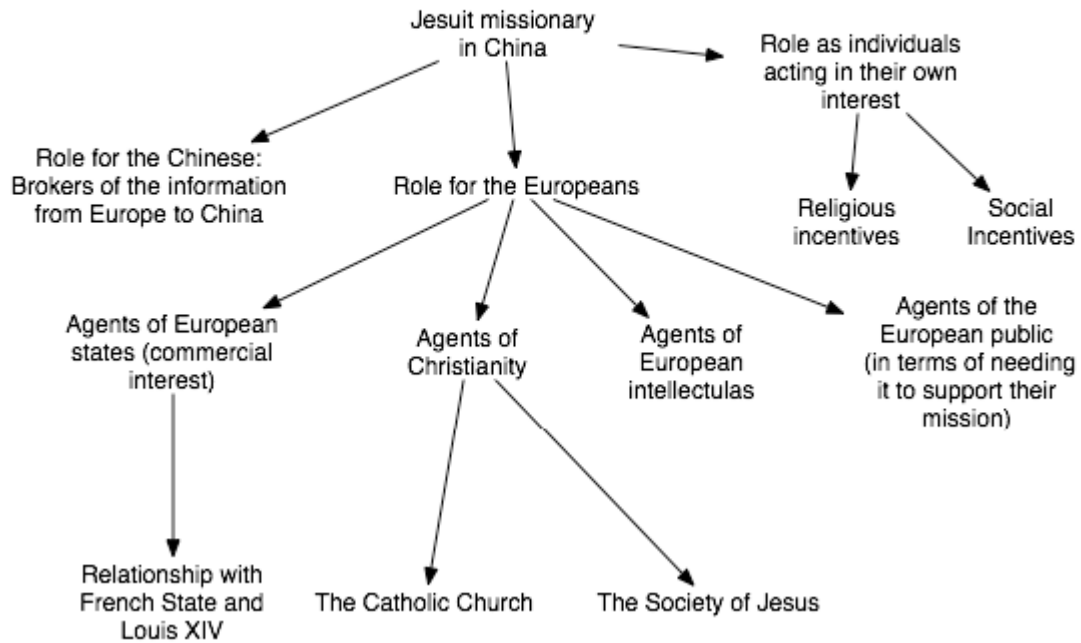 Jesuit missionary
in China
Role as individuals
acting in their own
interest
Role for the Chinese:
Brokers of the information
from Europe to China
Role for the Europeans
Religious
incentives
Social
Incentives
Agents of European
states (commercial
interest)
Agents of
Christianity
Agents of
European
intellectulas
Agents of the
European public
(in terms of needing
it to support their
mission)
Relationship with
French State and
Louis XIV
The Catholic Church
The Society of Jesus